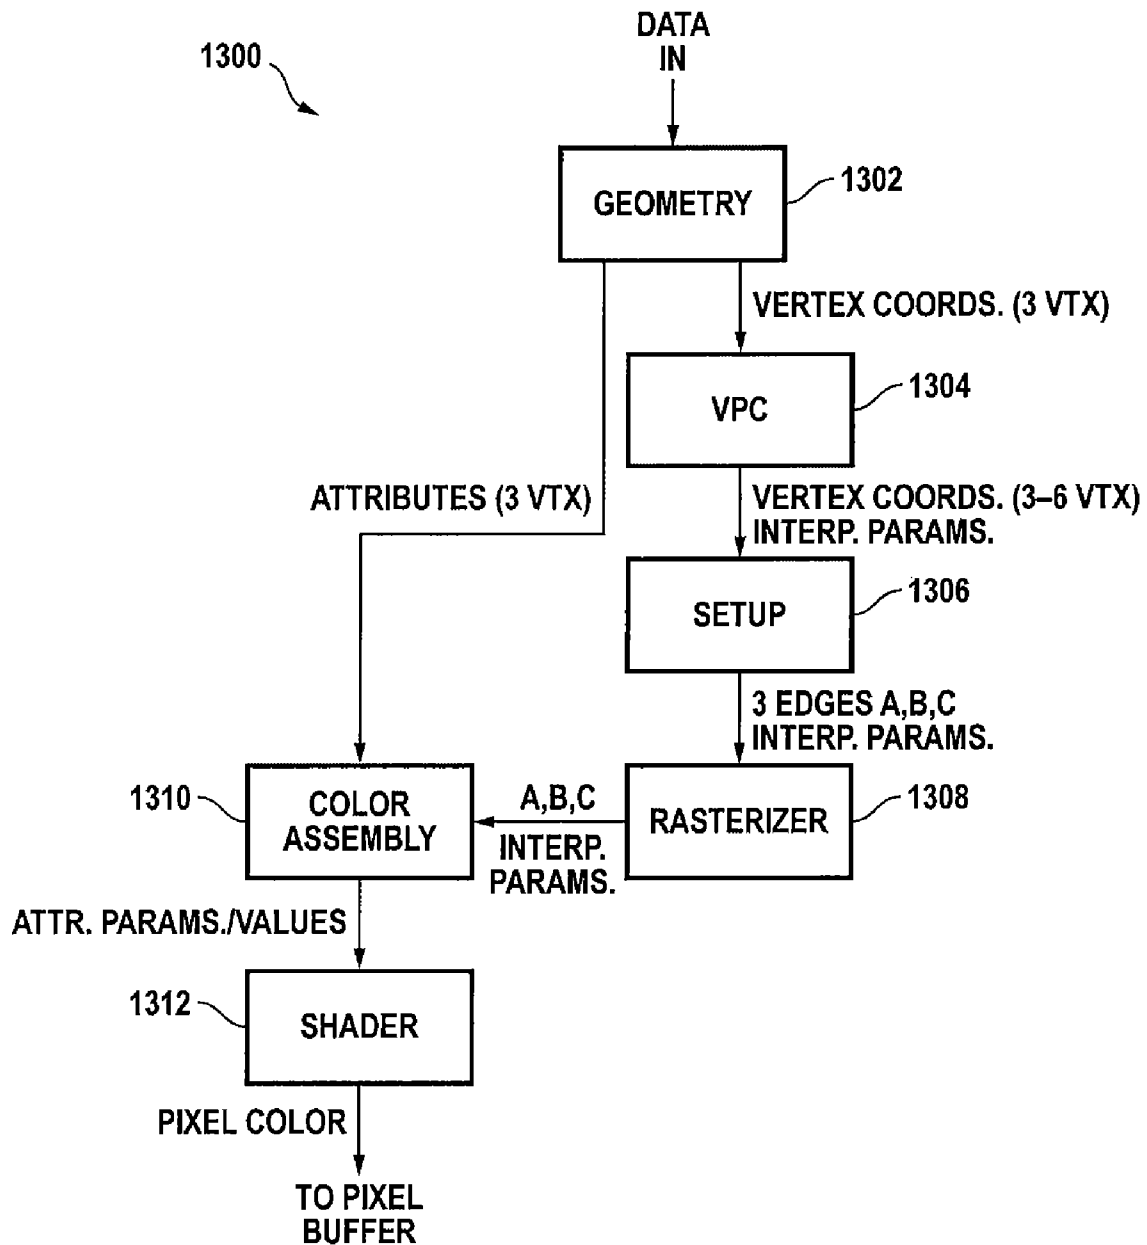 DATA
IN
1300
GEOMETRY
1302
VERTEX COORDS. (3 VTX)
VPC
1304
ATTRIBUTES (3 VTX)
VERTEX COORDS. (3–6 VTX)
INTERP. PARAMS.
SETUP
1306
3 EDGES A,B,C
INTERP. PARAMS.
1310
COLOR
ASSEMBLY
A,B,C
INTERP.
PARAMS.
RASTERIZER
1308
ATTR. PARAMS./VALUES
1312
SHADER
PIXEL COLOR
TO PIXEL
BUFFER